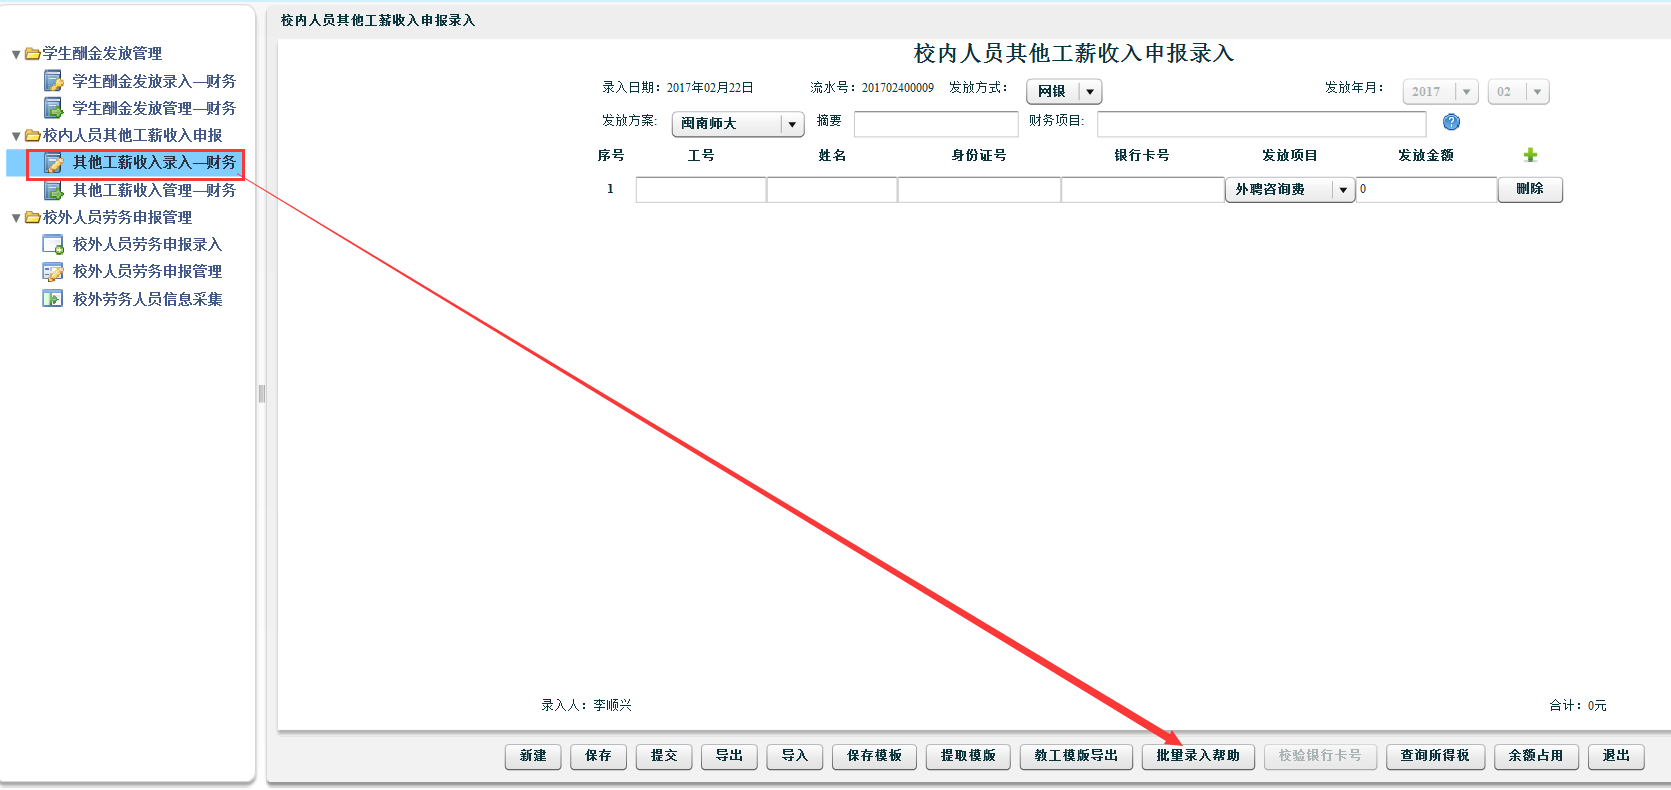 学生酬金发放管理
学生酬金发放录入—财务
学生酬金发放管理—财务
校内人员其他工薪收入申报
其他工薪收入录入—财务
其他工薪收入管理—财务
校外人员劳务申报管理
校外人员劳务申报录入
校外人员劳务申报管理
校外劳务人员信息采集
校内人员其他工薪收入申报录入
校内人员其他工薪收入申报录入
录入日期：2017年02月22日 流水号：201702400009 发放方式： 网银 发放年月： 2017 02
发放方案: 闽南师大 摘要 财务项目:
序号 工号 姓名 身份证号 银行卡号 发放项目 发放金额
1 外聘咨询费 0 删除
录入人：李顺兴 合计：0元
新建 保存 提交 导出 导入 保存模板 提取模版 教工模版导出 批量录入帮助 校验银行卡号 查询所得税 余额占用 退出